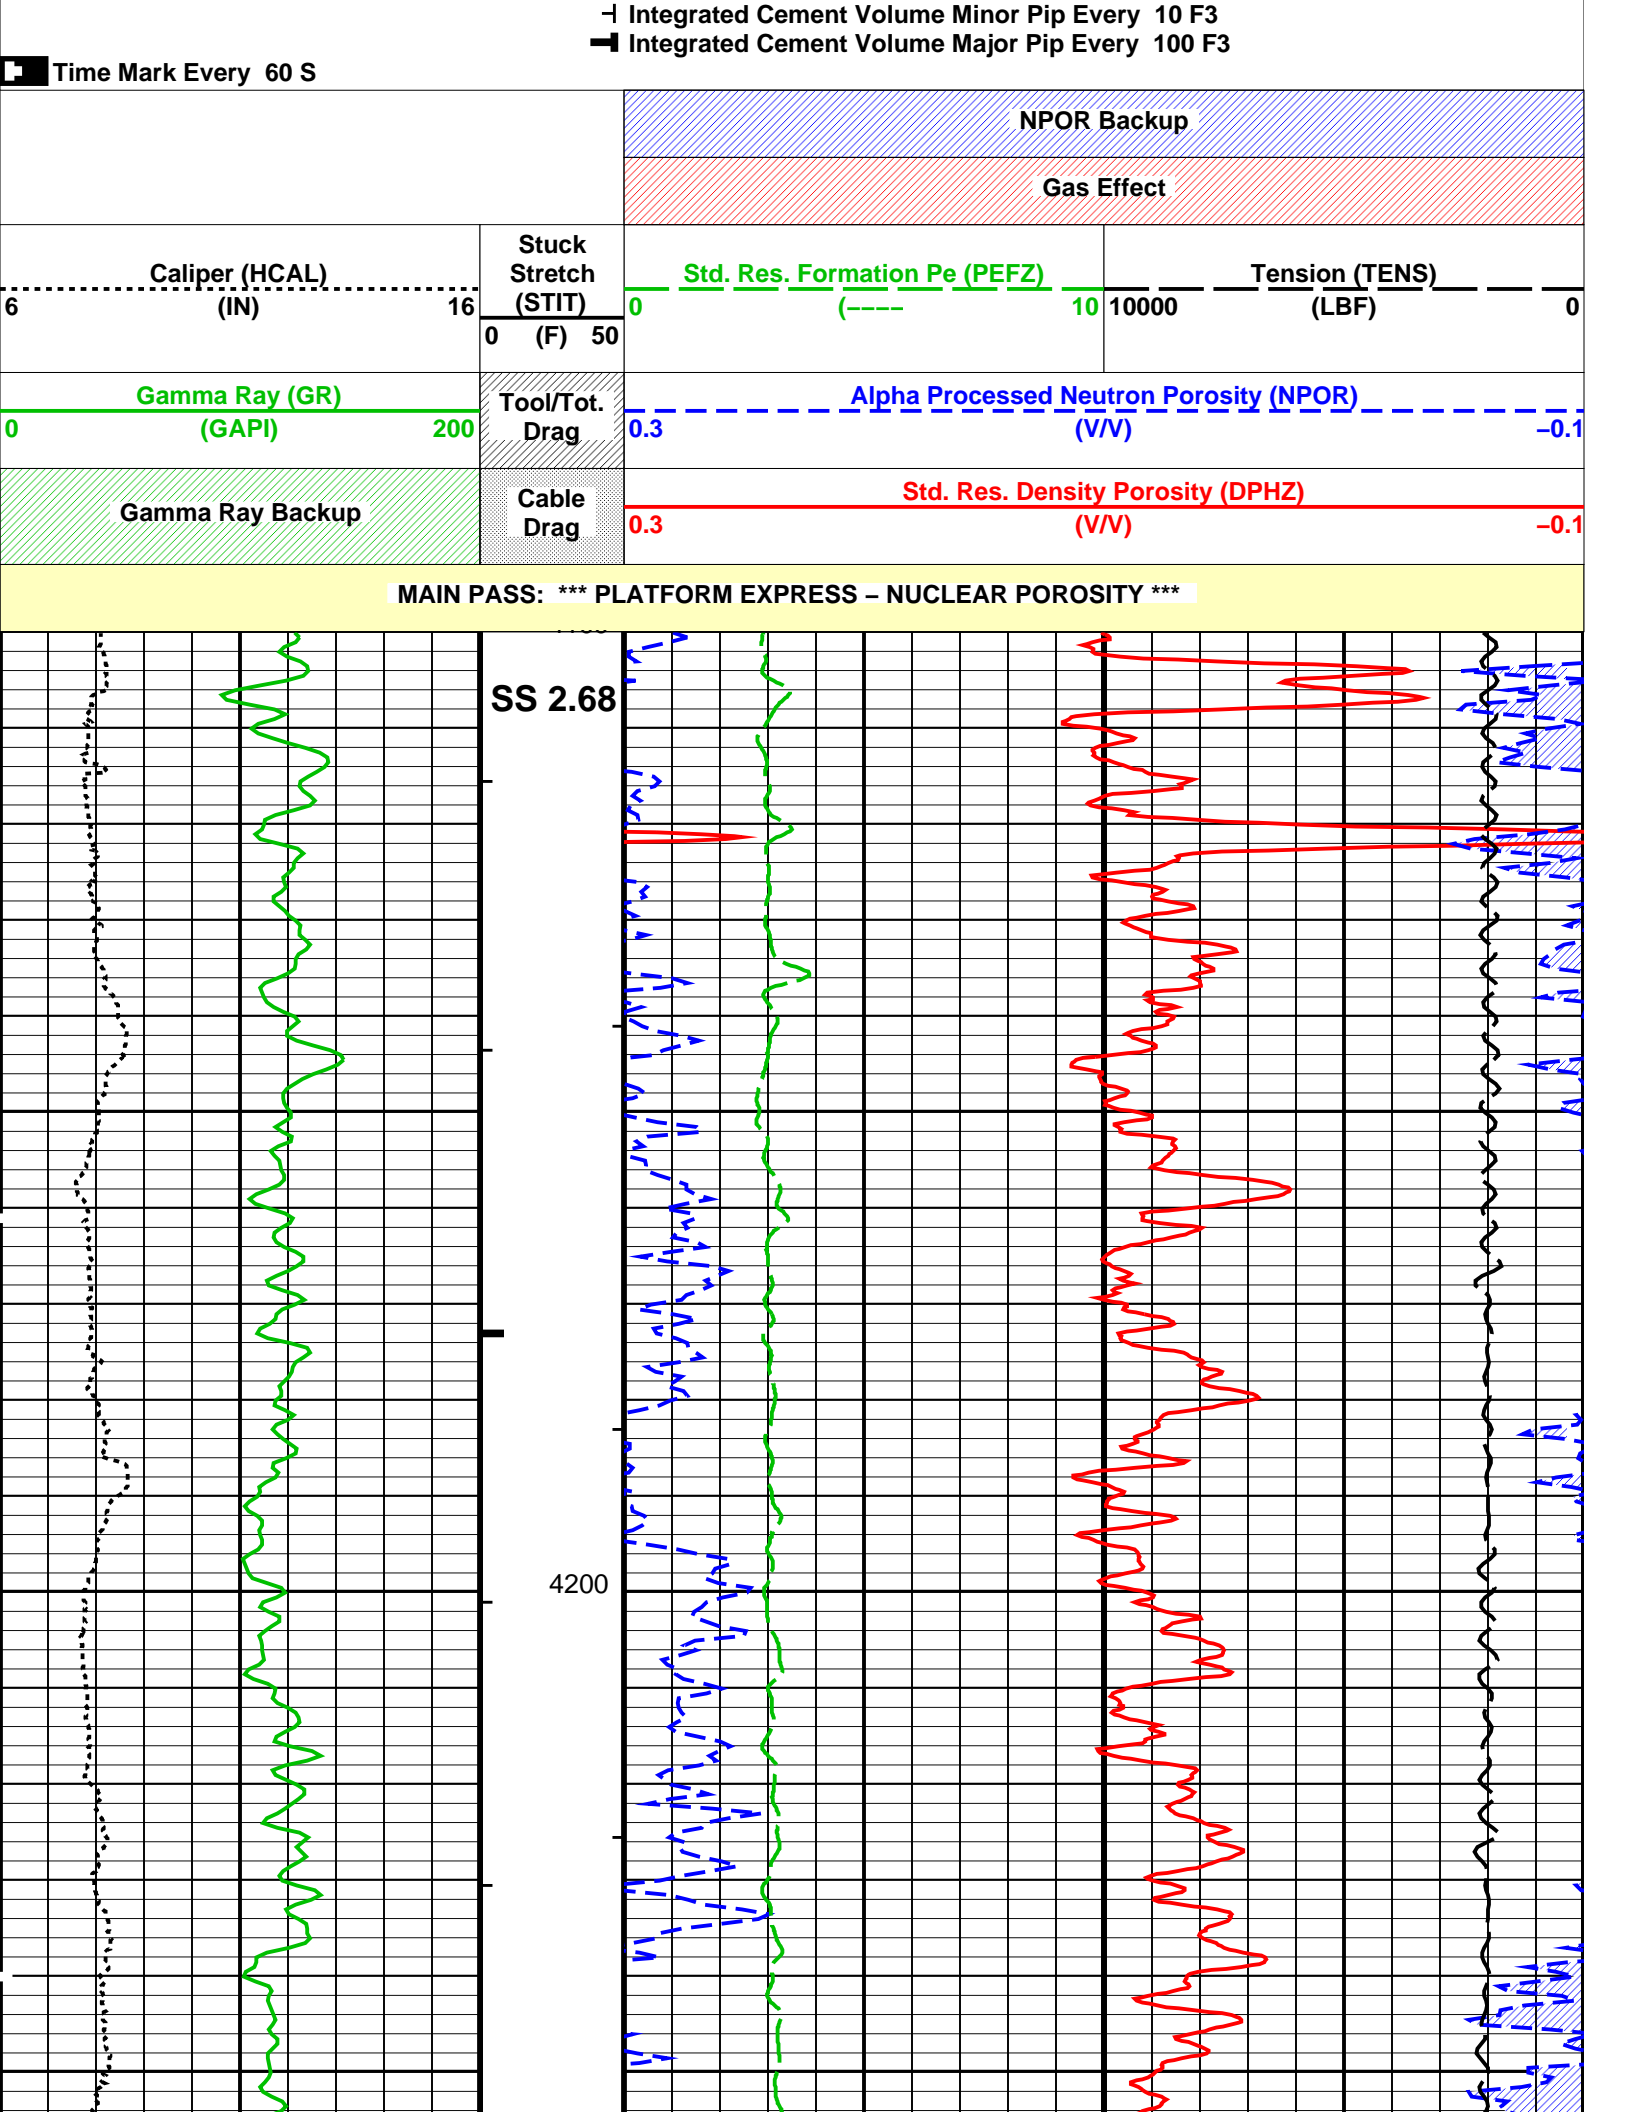 Integrated Cement Volume Minor Pip Every 10 F3
Integrated Cement Volume Major Pip Every 100 F3
Time Mark Every 60 S
NPOR Backup
Gas Effect
Caliper (HCAL)
6 (IN) 16
Stuck
Stretch
(STIT)
0 (F) 50
Std. Res. Formation Pe (PEFZ)
0 (---- 10
Tension (TENS)
10000 (LBF) 0
Gamma Ray (GR)
0 (GAPI) 200
Tool/Tot.
Drag
Alpha Processed Neutron Porosity (NPOR)
0.3 (V/V) –0.1
Gamma Ray Backup
Cable
Drag
Std. Res. Density Porosity (DPHZ)
0.3 (V/V) –0.1
MAIN PASS: *** PLATFORM EXPRESS – NUCLEAR POROSITY ***
SS 2.68
4200